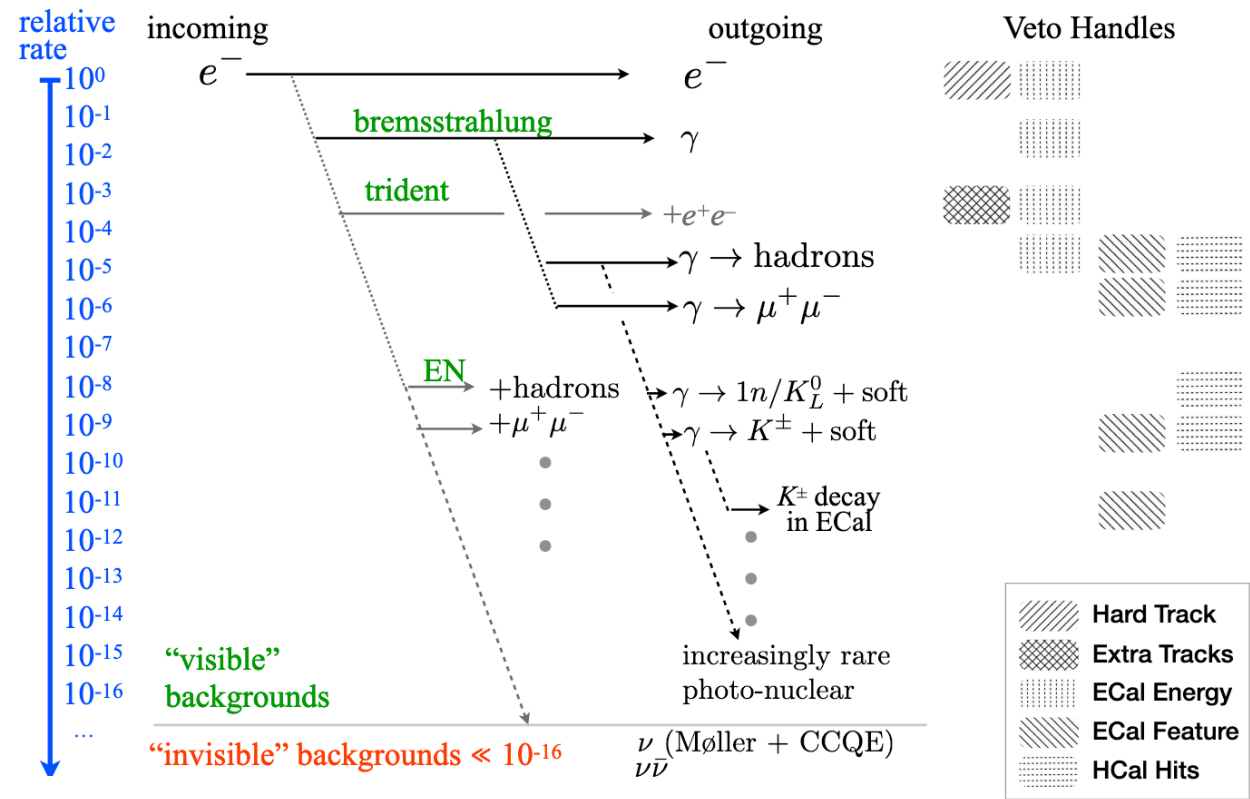 relative
rate
incoming
outgoing
Veto Handles
e⁻
e⁻
10⁰
10⁻¹
bremsstrahlung
γ
10⁻²
10⁻³
trident
+e⁺e⁻
10⁻⁴
γ → hadrons
10⁻⁵
γ → μ⁺μ⁻
10⁻⁶
10⁻⁷
EN
10⁻⁸
+hadrons
γ → 1n/K⁰_L + soft
10⁻⁹
+μ⁺μ⁻
γ → K± + soft
10⁻¹⁰
10⁻¹¹
K± decay
in ECal
10⁻¹²
10⁻¹³
10⁻¹⁴
10⁻¹⁵
10⁻¹⁶
...
"visible"
backgrounds
increasingly rare
photo-nuclear
"invisible" backgrounds ≪ 10⁻¹⁶
ν (Møller + CCQE)
νν̄
Hard Track
Extra Tracks
ECal Energy
ECal Feature
HCal Hits